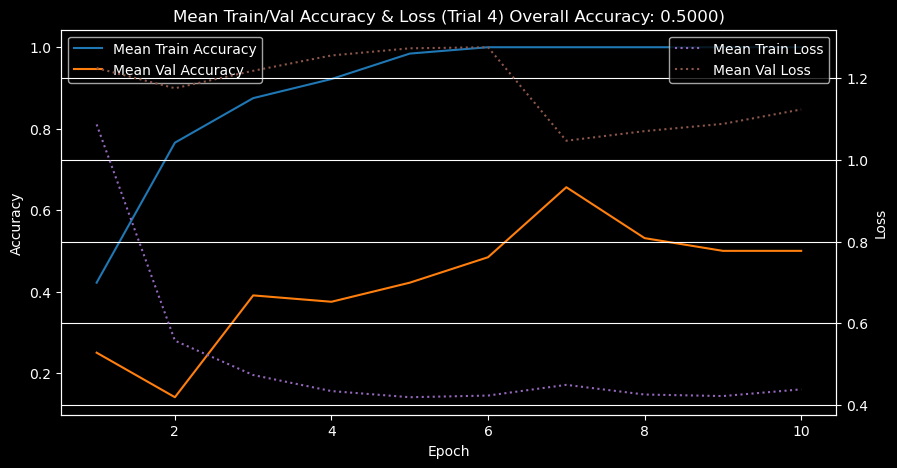 Mean Train/Val Accuracy & Loss (Trial 4) Overall Accuracy: 0.5000)
Mean Train Accuracy
Mean Val Accuracy
Mean Train Loss
Mean Val Loss
Accuracy
1.0
0.8
0.6
0.4
0.2
Loss
1.2
1.0
0.8
0.6
0.4
2
4
6
8
10
Epoch